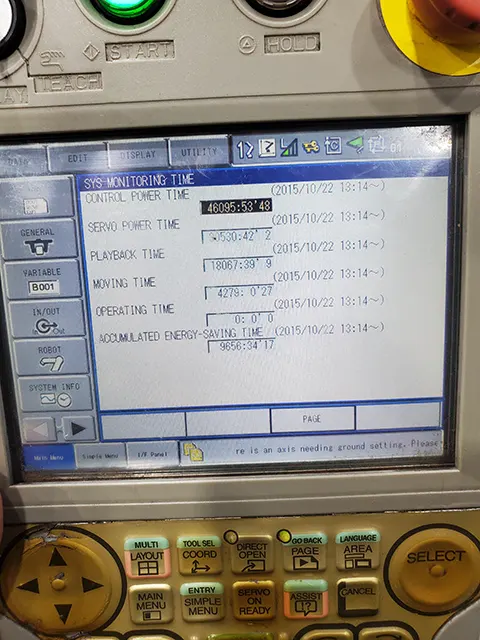 START
HOLD
TEACH
EDIT
DISPLAY
UTILITY
SYS MONITORING TIME
CONTROL POWER TIME
(2015/10/22 13:14~)
46095:53'48
SERVO POWER TIME
(2015/10/22 13:14~)
530:42' 2
PLAYBACK TIME
(2015/10/22 13:14~)
18067:39' 9
MOVING TIME
(2015/10/22 13:14~)
4279: 0'27
OPERATING TIME
(2015/10/22 13:14~)
0: 0' 0
ACCUMULATED ENERGY-SAVING TIME
(2015/10/22 13:14~)
9656:34'17
GENERAL
VARIABLE
B001
IN/OUT
ROBOT
SYSTEM INFO
PAGE
Main Menu
Simple Menu
I/F Panel
re is an axis needing ground setting. Please
MULTI
LAYOUT
TOOL SEL
COORD
DIRECT
OPEN
GO BACK
PAGE
LANGUAGE
AREA
SELECT
MAIN
MENU
ENTRY
SIMPLE
MENU
SERVO
ON
READY
ASSIST
CANCEL